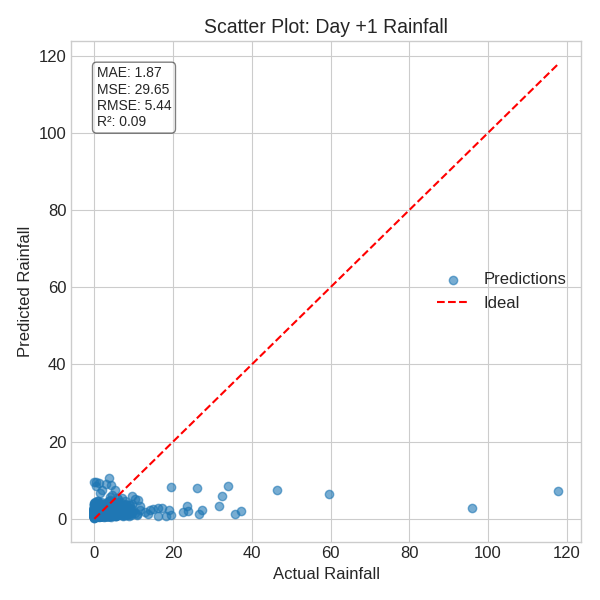 Scatter Plot: Day +1 Rainfall
120
MAE: 1.87
MSE: 29.65
RMSE: 5.44
R²: 0.09
100
80
60
40
20
0
Predicted Rainfall
Predictions
Ideal
0 20 40 60 80 100 120
Actual Rainfall